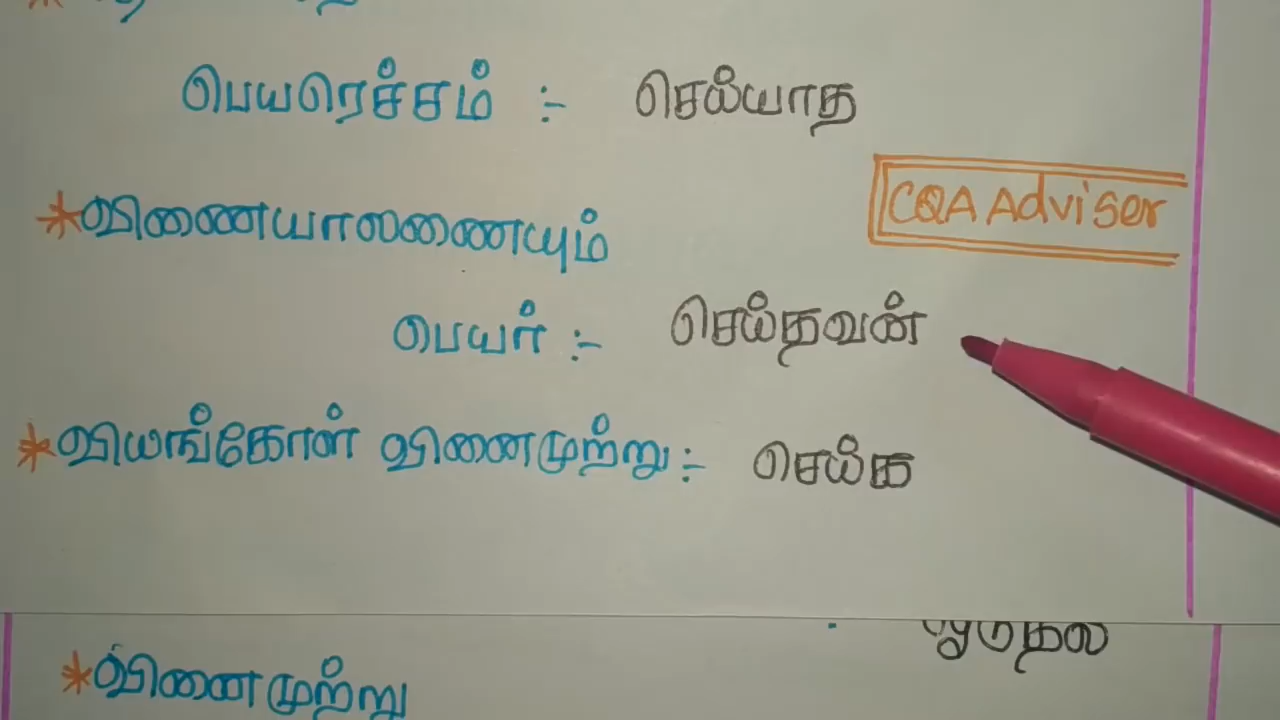 பெயரெச்சம் :- செய்யாத
*வினையாலணையும்
CQA Adviser
பெயர் :- செய்தவன்
*வியங்கோள் வினைமுற்று:- செய்க
*வினைமுற்று